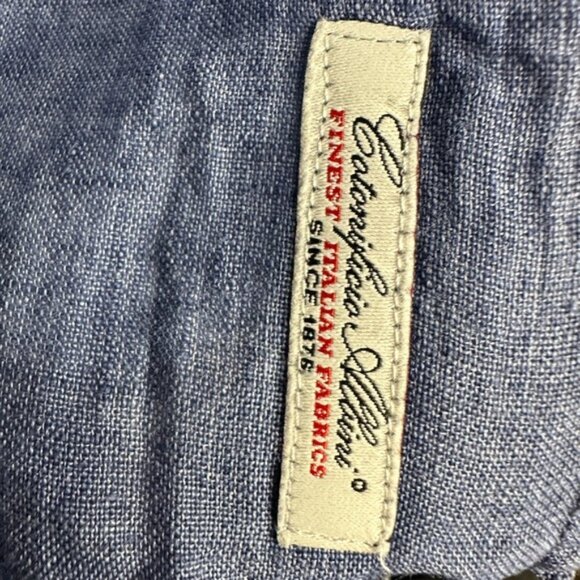 Cotonificio Albini.°
FINEST ITALIAN FABRICS
SINCE 1876